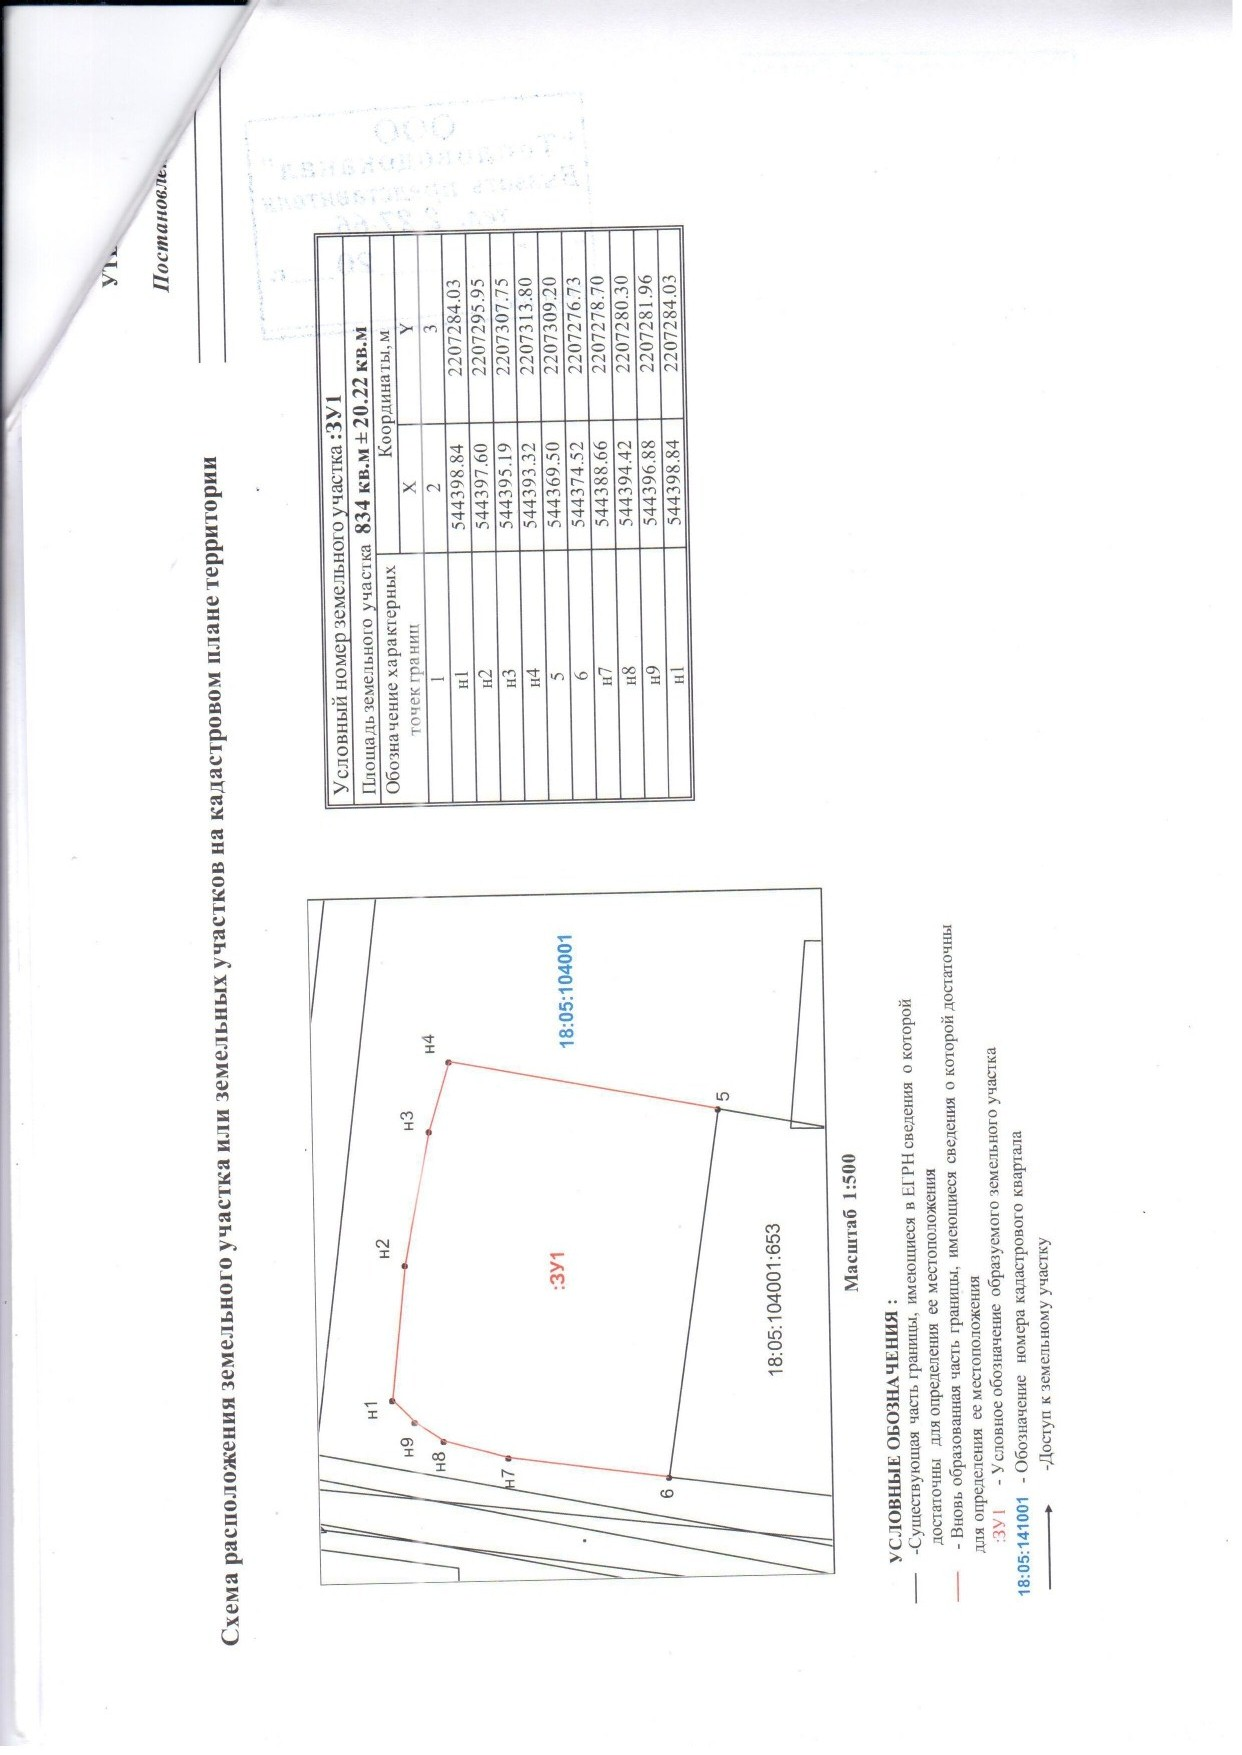 Постановле
Схема расположения земельного участка или земельных участков на кадастровом плане территории
Условный номер земельного участка :ЗУ1
Площадь земельного участка 834 кв.м ± 20.22 кв.м
Обозначение характерных точек границ Координаты, м
X Y
1 2 3
н1 544398.84 2207284.03
н2 544397.60 2207295.95
н3 544395.19 2207307.75
н4 544393.32 2207313.80
5 544369.50 2207309.20
6 544374.52 2207276.73
н7 544388.66 2207278.70
н8 544394.42 2207280.30
н9 544396.88 2207281.96
н1 544398.84 2207284.03
н1
н2
н3
н4
н9
н8
н7
:ЗУ1
18:05:104001
6
5
18:05:104001:653
Масштаб 1:500
УСЛОВНЫЕ ОБОЗНАЧЕНИЯ :
-Существующая часть границы, имеющиеся в ЕГРН сведения о которой
достаточны для определения ее местоположения
- Вновь образованная часть границы, имеющиеся сведения о которой достаточны
для определения ее местоположения
:ЗУ1 - Условное обозначение образуемого земельного участка
18:05:141001 - Обозначение номера кадастрового квартала
-Доступ к земельному участку